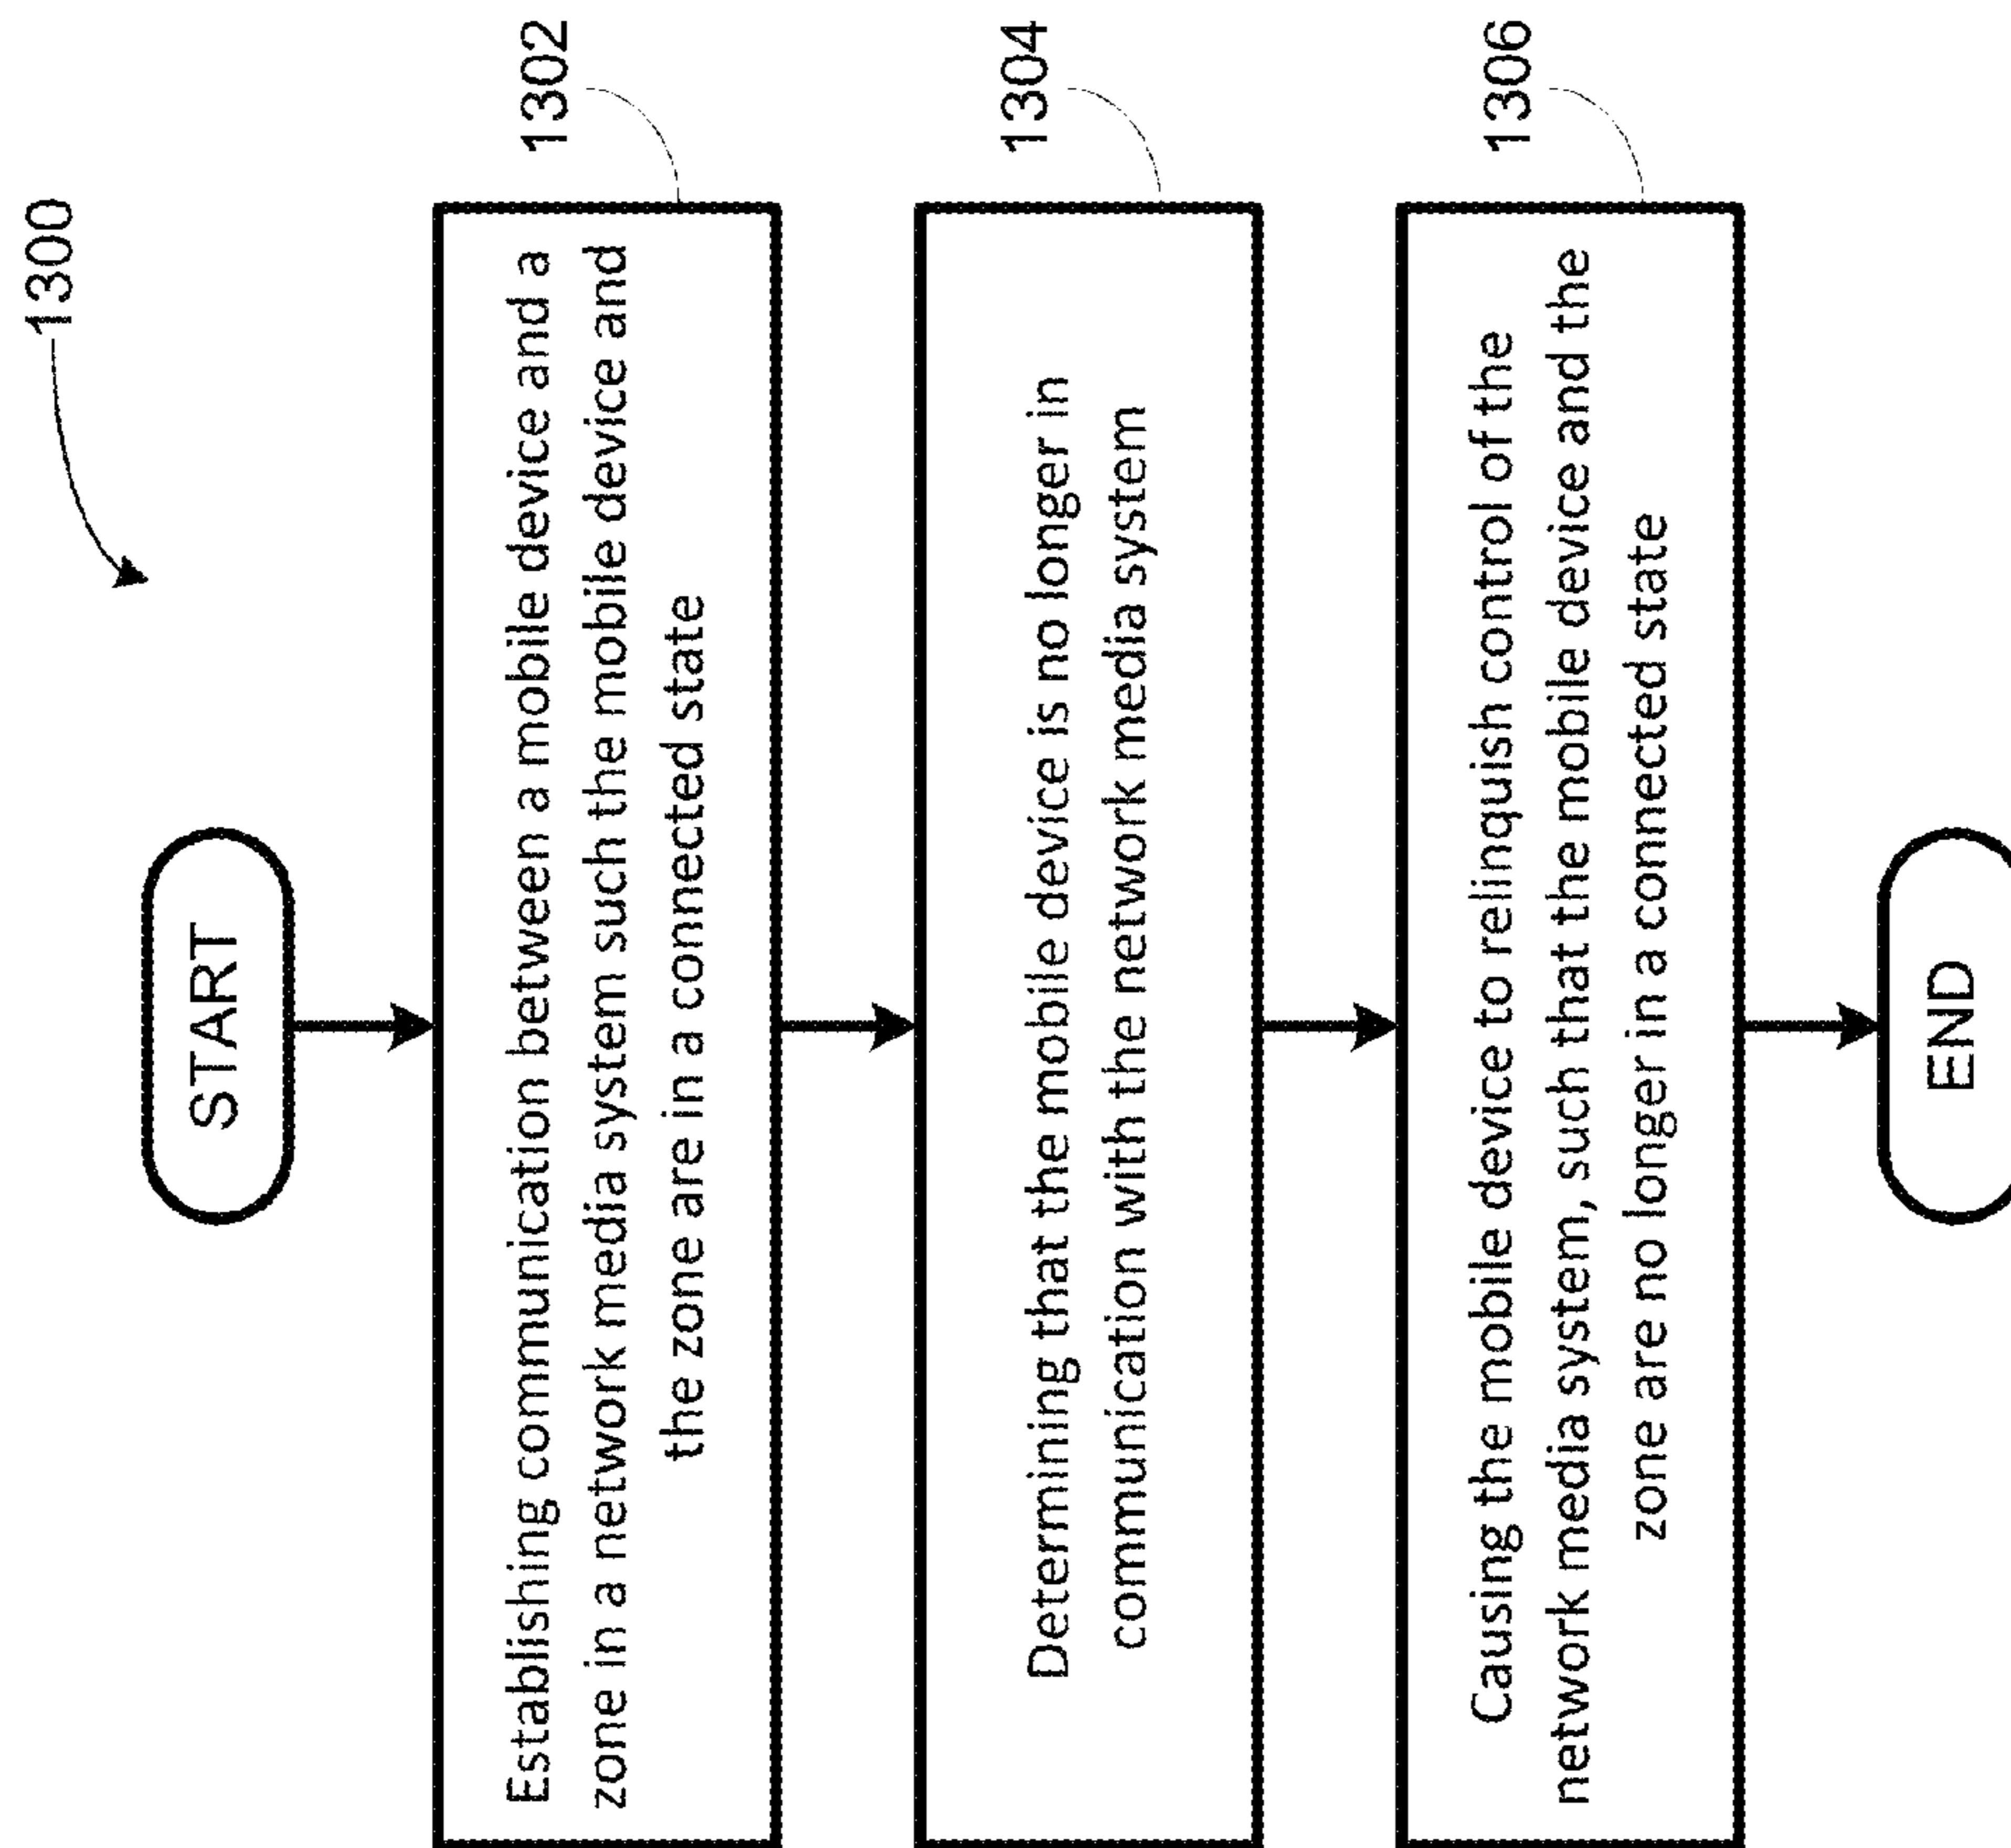 1300
START
Establishing communication between a mobile device and a
zone in a network media system such the mobile device and
the zone are in a connected state
1302
Determining that the mobile device is no longer in
communication with the network media system
1304
Causing the mobile device to relinquish control of the
network media system, such that the mobile device and the
zone are no longer in a connected state
1306
END